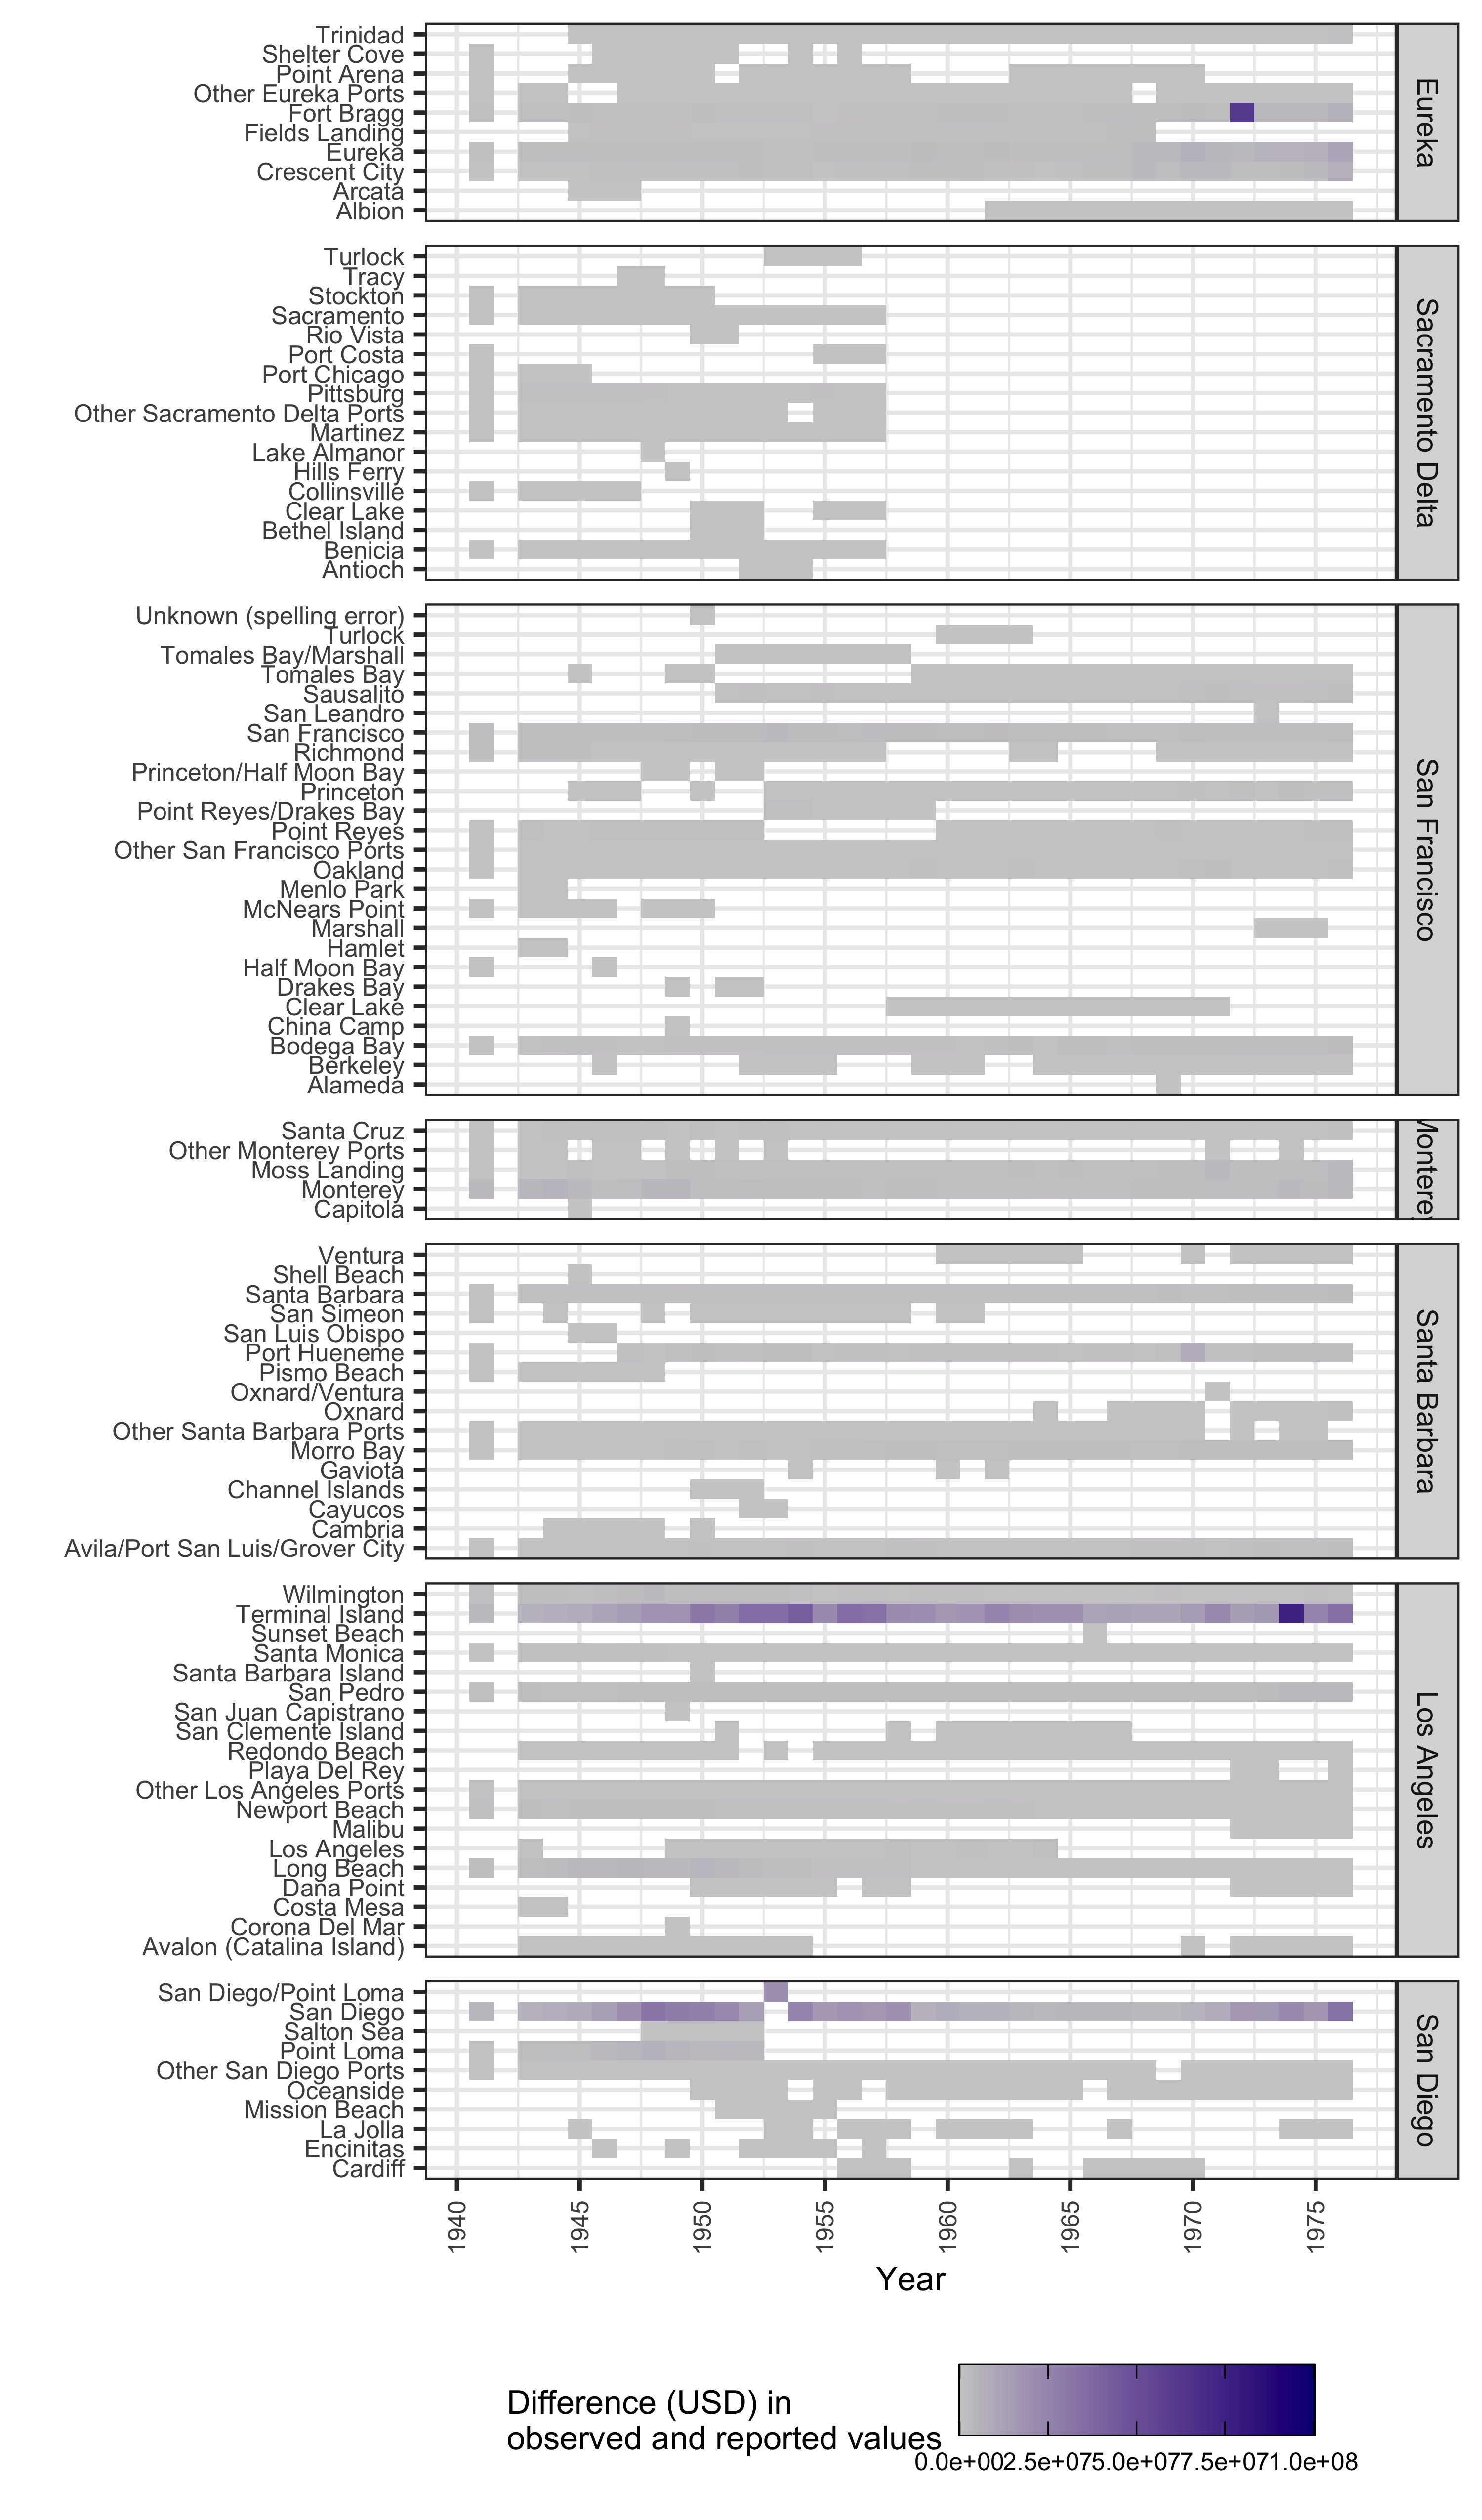 Trinidad
Shelter Cove
Point Arena
Other Eureka Ports
Fort Bragg
Fields Landing
Eureka
Crescent City
Arcata
Albion
Eureka
Turlock
Tracy
Stockton
Sacramento
Rio Vista
Port Costa
Port Chicago
Pittsburg
Other Sacramento Delta Ports
Martinez
Lake Almanor
Hills Ferry
Collinsville
Clear Lake
Bethel Island
Benicia
Antioch
Sacramento Delta
Unknown (spelling error)
Turlock
Tomales Bay/Marshall
Tomales Bay
Sausalito
San Leandro
San Francisco
Richmond
Princeton/Half Moon Bay
Princeton
Point Reyes/Drakes Bay
Point Reyes
Other San Francisco Ports
Oakland
Menlo Park
McNears Point
Marshall
Hamlet
Half Moon Bay
Drakes Bay
Clear Lake
China Camp
Bodega Bay
Berkeley
Alameda
San Francisco
Santa Cruz
Other Monterey Ports
Moss Landing
Monterey
Capitola
Monterey
Ventura
Shell Beach
Santa Barbara
San Simeon
San Luis Obispo
Port Hueneme
Pismo Beach
Oxnard/Ventura
Oxnard
Other Santa Barbara Ports
Morro Bay
Gaviota
Channel Islands
Cayucos
Cambria
Avila/Port San Luis/Grover City
Santa Barbara
Wilmington
Terminal Island
Sunset Beach
Santa Monica
Santa Barbara Island
San Pedro
San Juan Capistrano
San Clemente Island
Redondo Beach
Playa Del Rey
Other Los Angeles Ports
Newport Beach
Malibu
Los Angeles
Long Beach
Dana Point
Costa Mesa
Corona Del Mar
Avalon (Catalina Island)
Los Angeles
San Diego/Point Loma
San Diego
Salton Sea
Point Loma
Other San Diego Ports
Oceanside
Mission Beach
La Jolla
Encinitas
Cardiff
San Diego
1940 1945 1950 1955 1960 1965 1970 1975
Year
Difference (USD) in
observed and reported values
0.0e+00 2.5e+07 5.0e+07 7.5e+07 1.0e+08